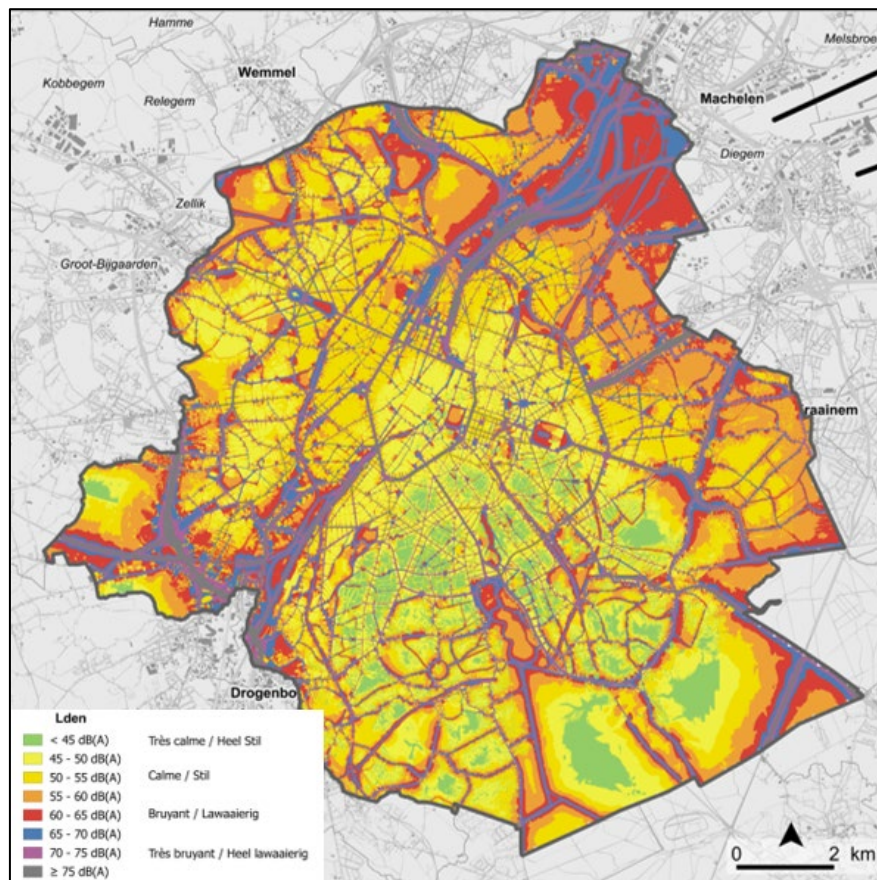 Hamme
Melsbroe
Wemmel
Kobbegem
Relegem
Machelen
Diegem
Zellik
Groot-Bijgaarden
raainem
Drogenbo
Lden
< 45 dB(A)
Très calme / Heel Stil
45 - 50 dB(A)
50 - 55 dB(A)
Calme / Stil
55 - 60 dB(A)
60 - 65 dB(A)
Bruyant / Lawaaierig
65 - 70 dB(A)
70 - 75 dB(A)
Très bruyant / Heel lawaaierig
≥ 75 dB(A)
0 2 km